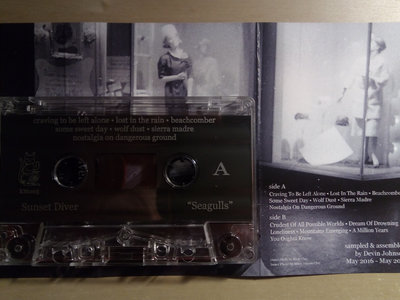 craving to be left alone • lost in the rain • beachcomber
some sweet day • wolf dust • sierra madre
nostalgia on dangerous ground
A
Sunset Diver
"Seagulls"
side A
Craving To Be Left Alone • Lost In The Rain • Beachcomber
Some Sweet Day • Wolf Dust • Sierra Madre
Nostalgia On Dangerous Ground
side B
Cruelest Of All Possible Worlds • Dream Of Drowning
Loneliness • Mountains Emerging • A Million Years
You Oughta Know
sampled & assemble
by Devin Johnso
May 2016 - May 20